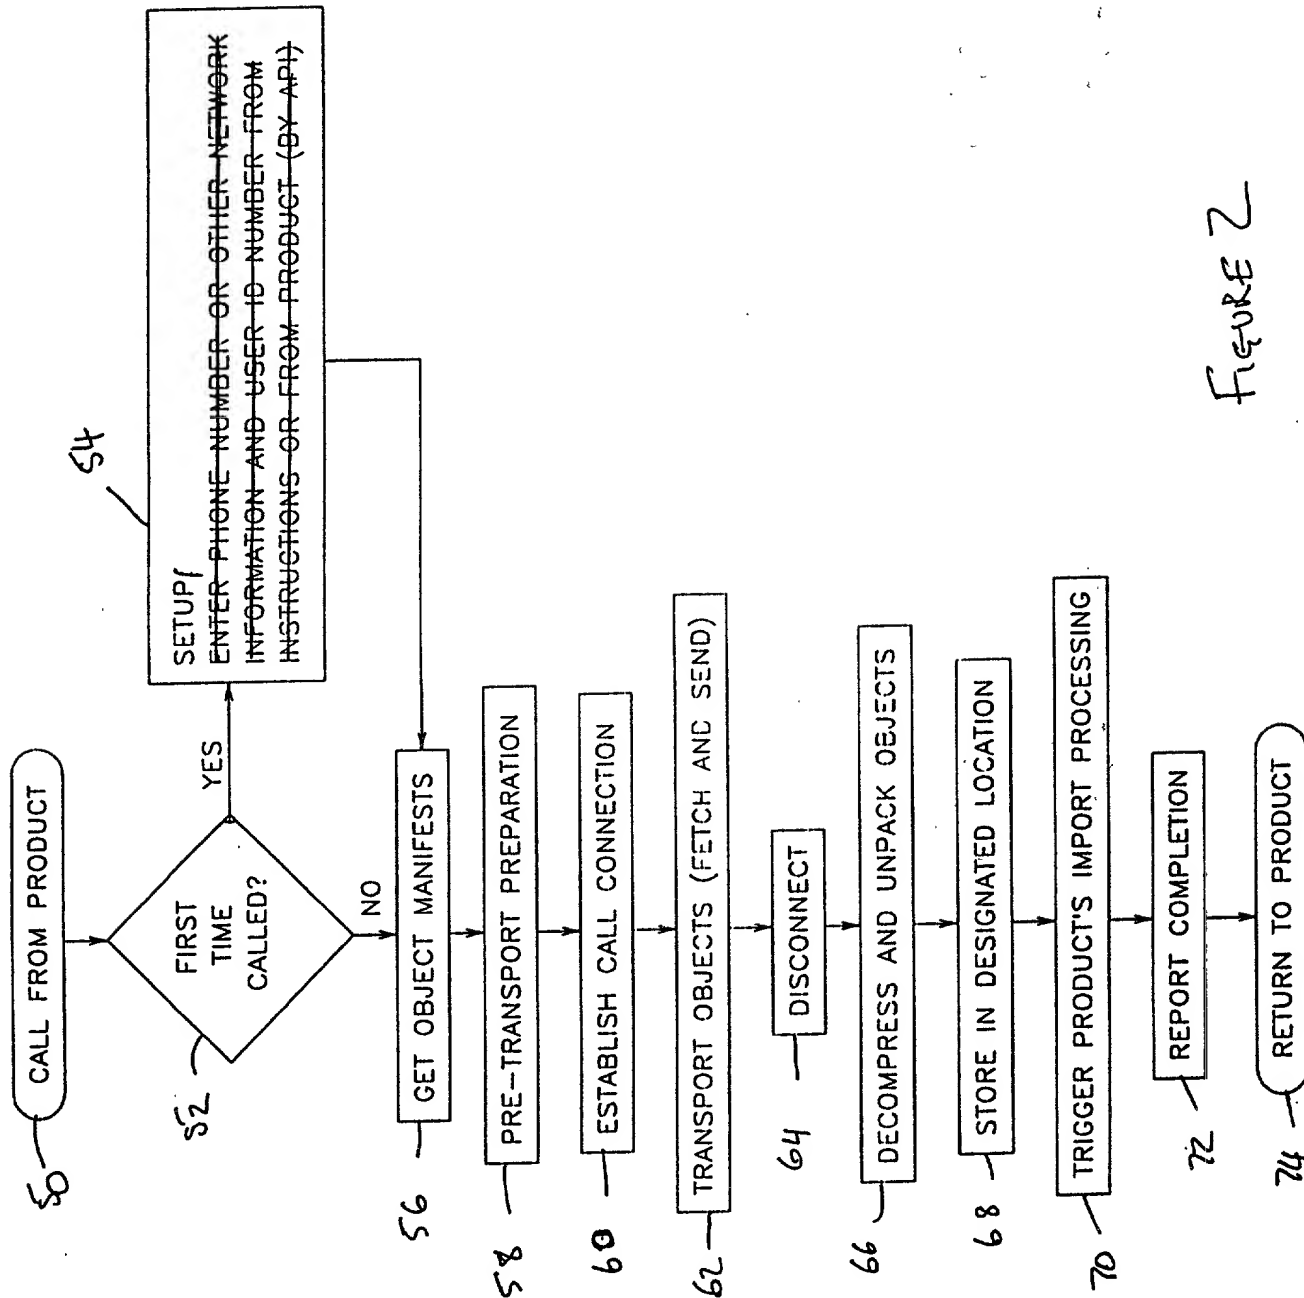 50
CALL FROM PRODUCT
52
FIRST
TIME
CALLED?
YES
NO
54
SETUP
ENTER PHONE NUMBER OR OTHER NETWORK
INFORMATION AND USER ID NUMBER FROM
INSTRUCTIONS OR FROM PRODUCT (BY API)
56
GET OBJECT MANIFESTS
58
PRE-TRANSPORT PREPARATION
60
ESTABLISH CALL CONNECTION
62
TRANSPORT OBJECTS (FETCH AND SEND)
64
DISCONNECT
66
DECOMPRESS AND UNPACK OBJECTS
68
STORE IN DESIGNATED LOCATION
70
TRIGGER PRODUCT'S IMPORT PROCESSING
72
REPORT COMPLETION
74
RETURN TO PRODUCT
FIGURE 2